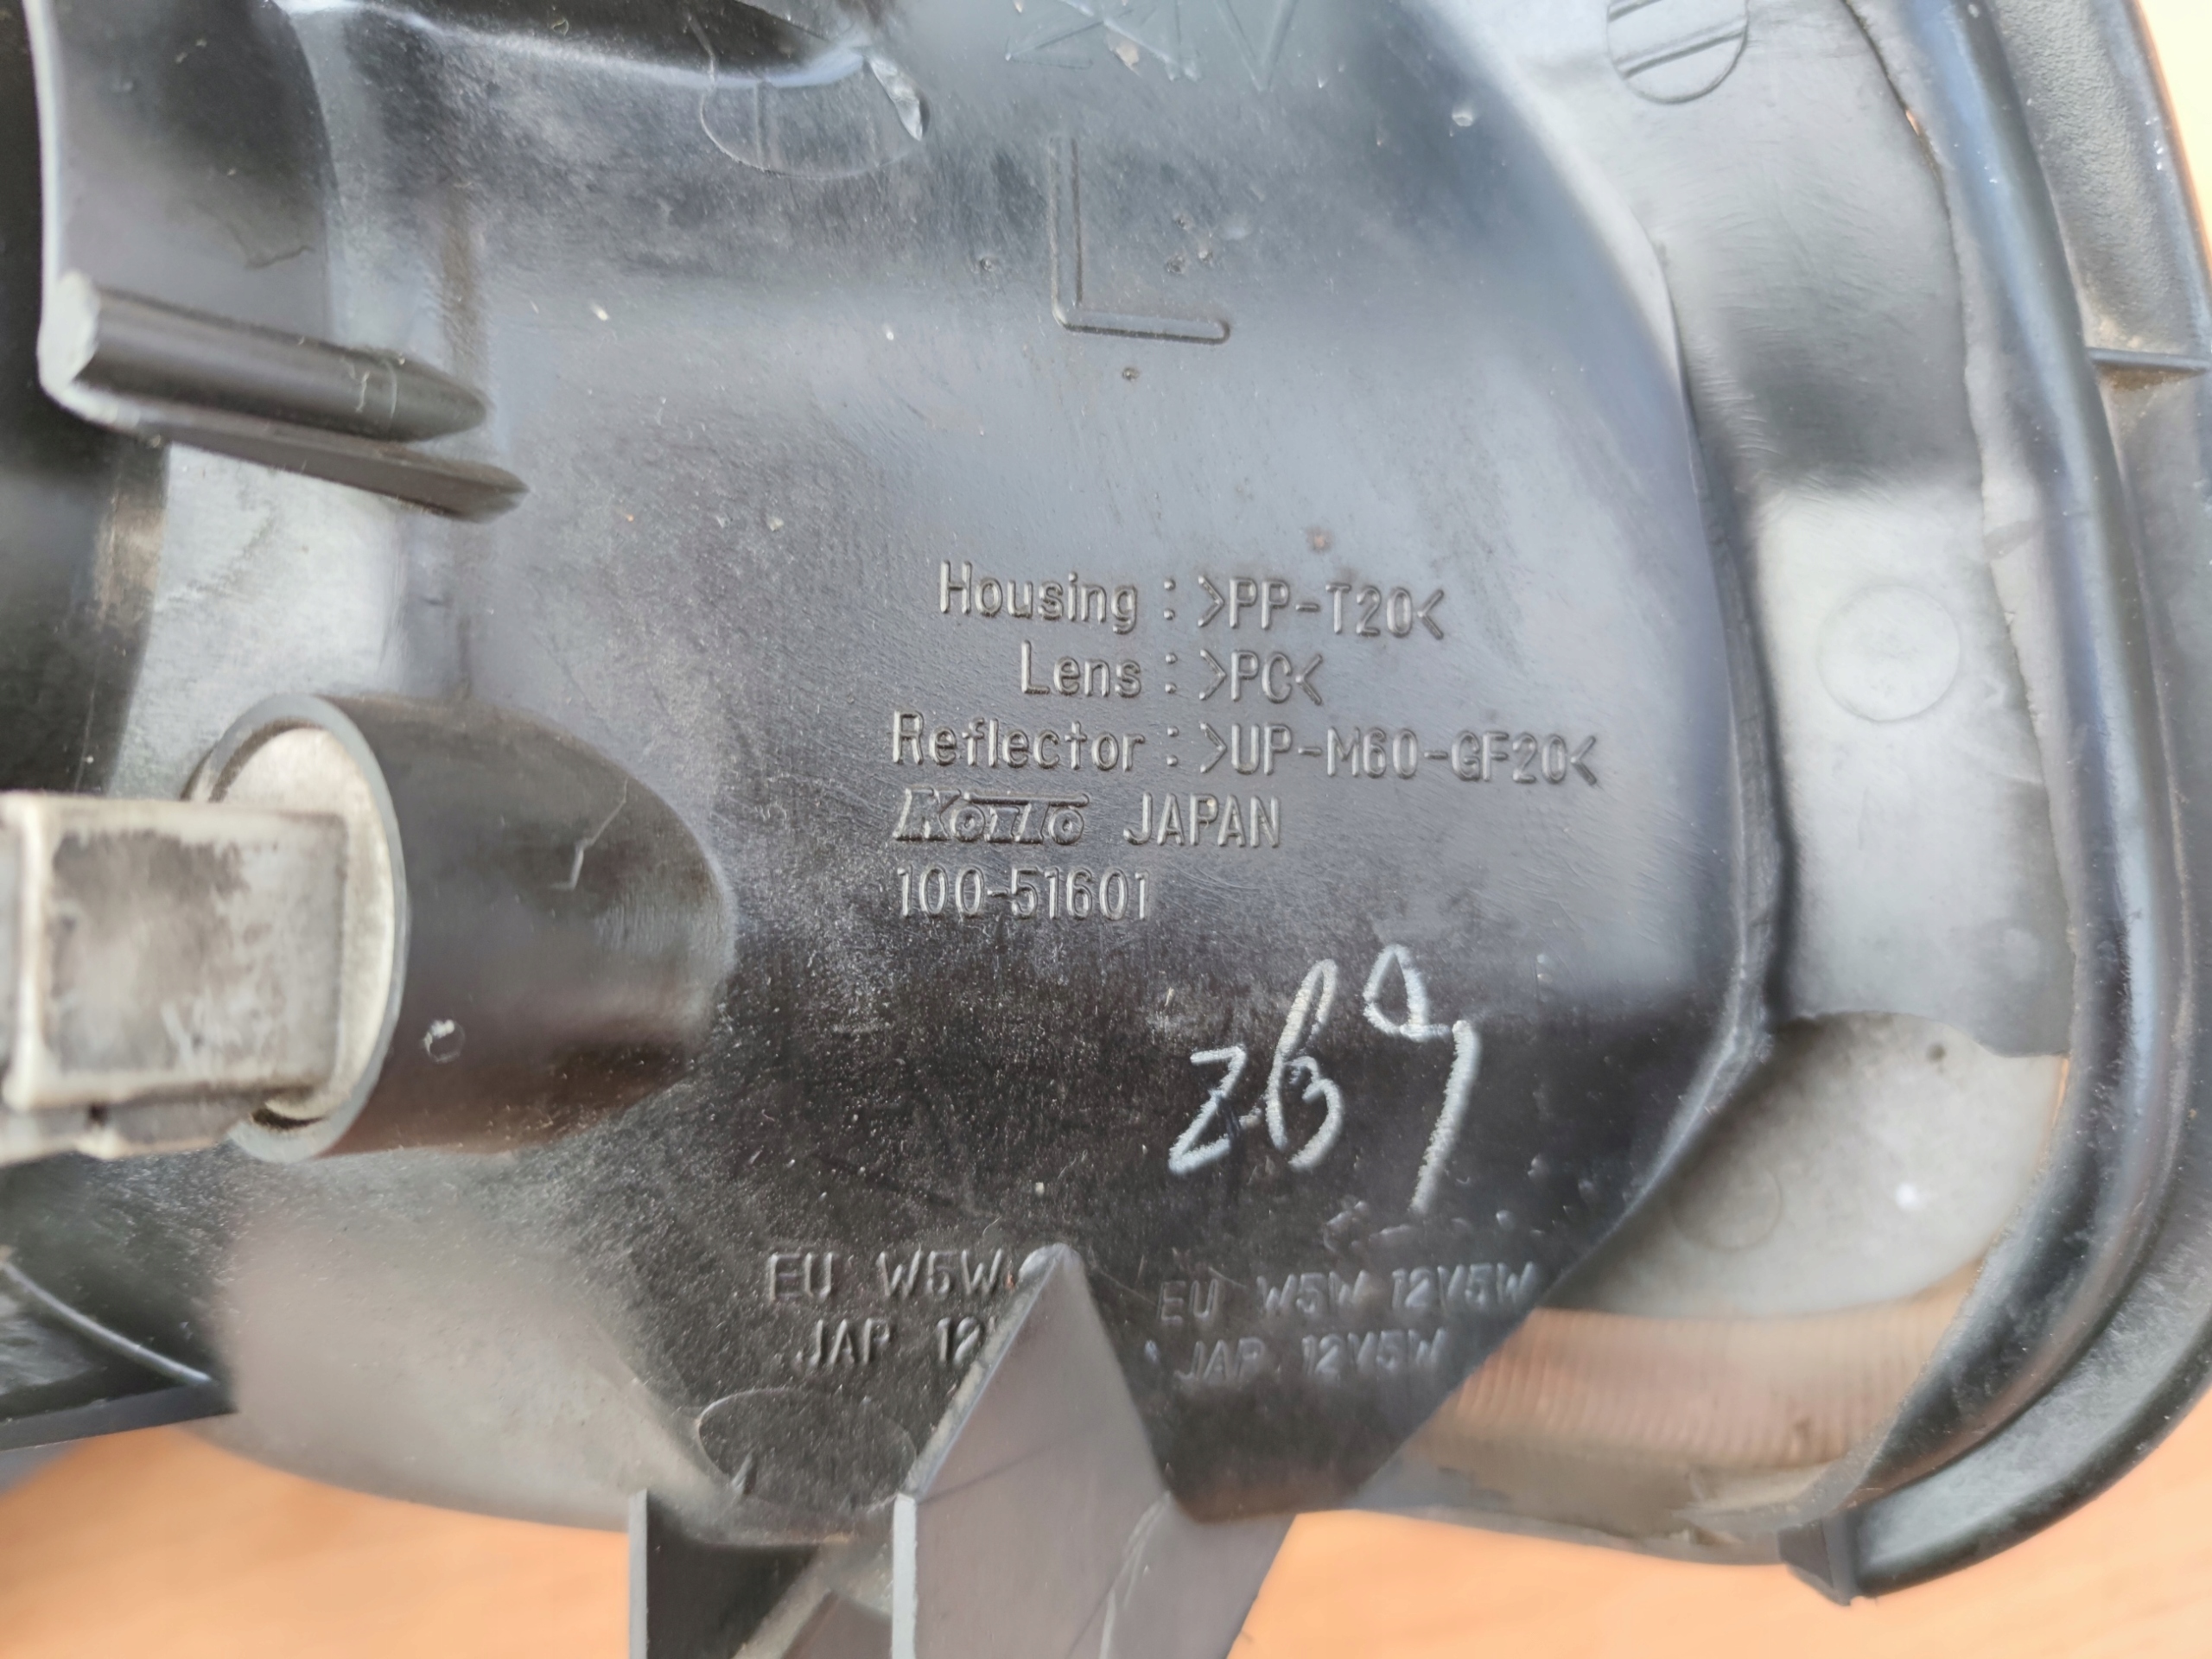 L
Housing : >PP-T20<
Lens : >PC<
Reflector : >UP-M60-GF20<
KOITO JAPAN
100-51601
EU W5W
JAP 12
EU W5W 12V5W
JAP 12V5W